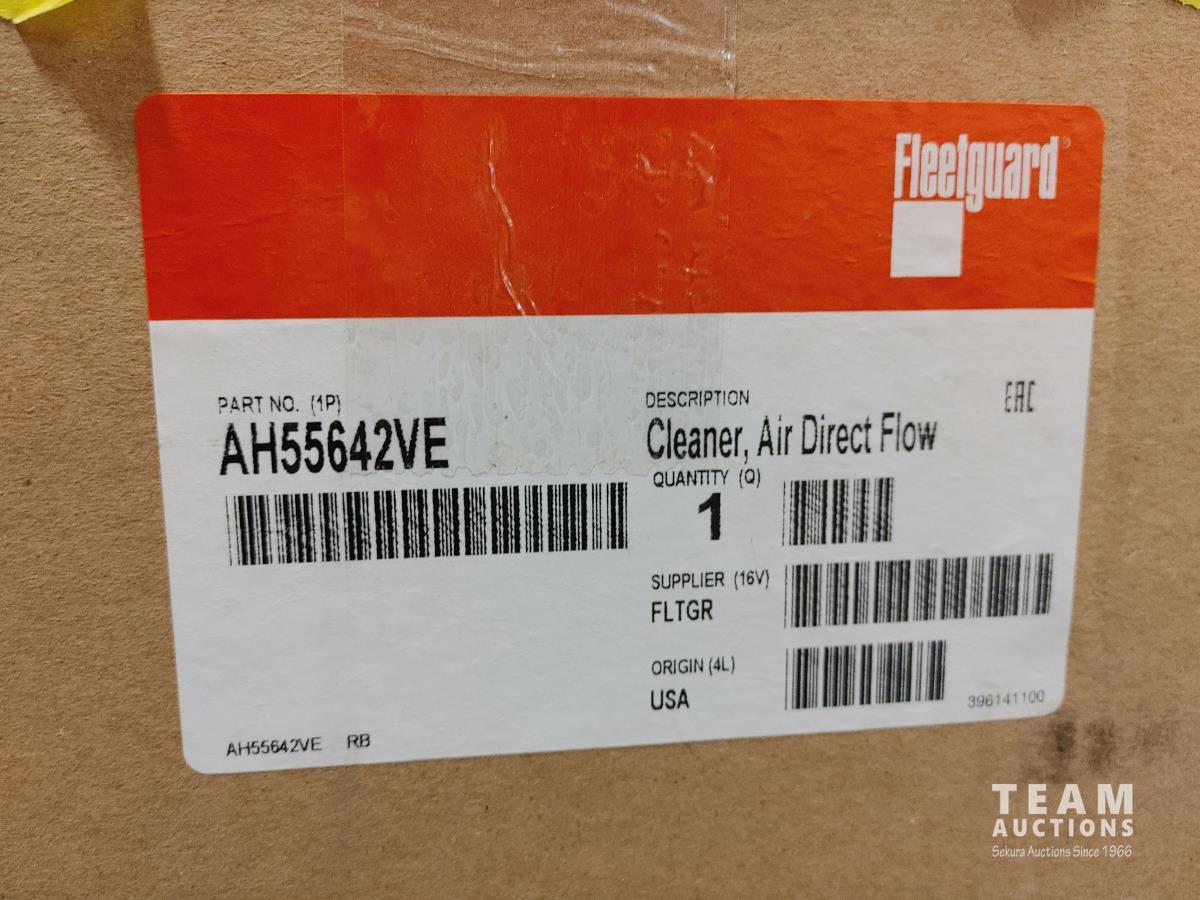 Fleetguard®
PART NO. (1P)
AH55642VE
DESCRIPTION
Cleaner, Air Direct Flow
EAC
QUANTITY (Q)
1
SUPPLIER (16V)
FLTGR
ORIGIN (4L)
USA
396141100
AH55642VE RB
TEAM
AUCTIONS
Sekura Auctions Since 1966